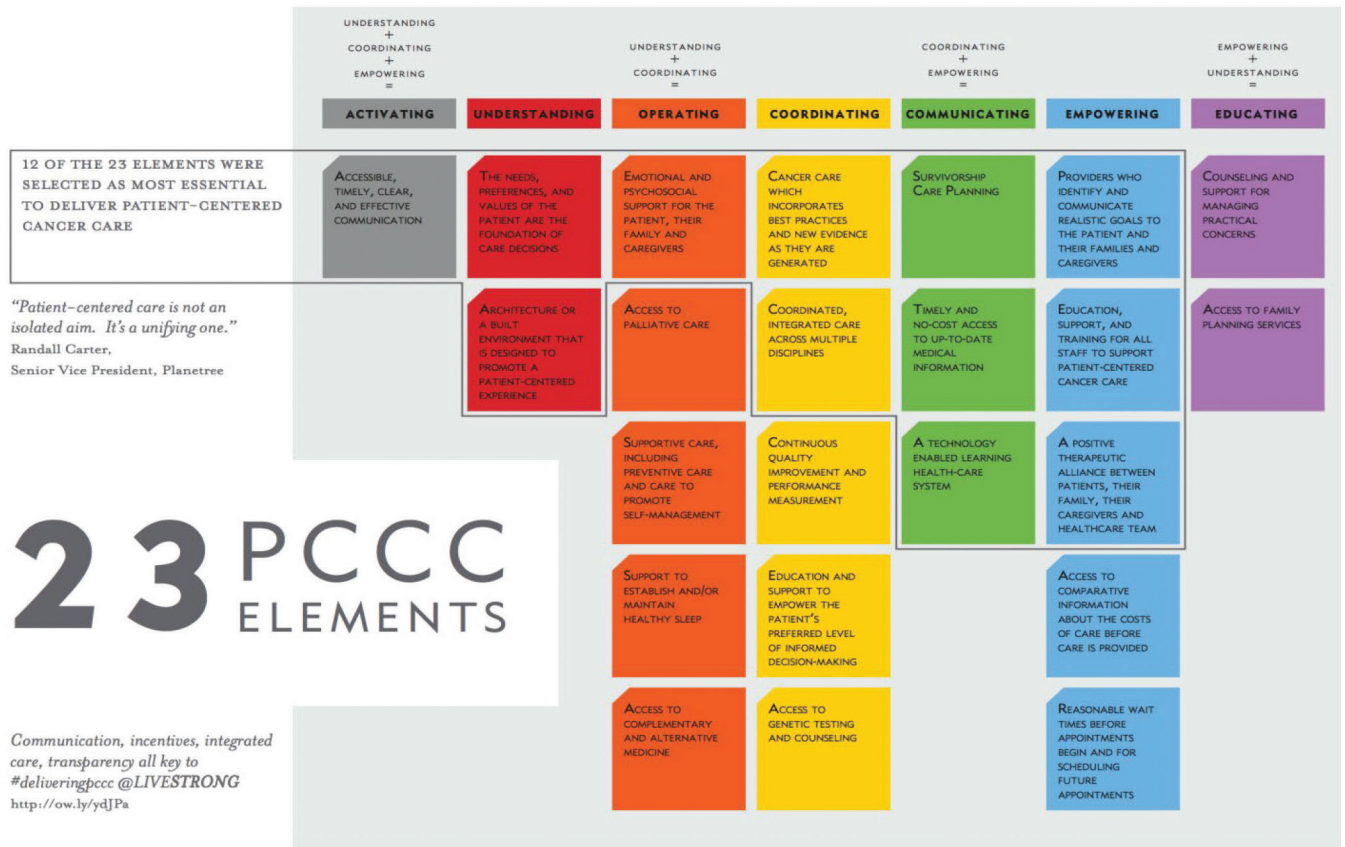 UNDERSTANDING
+
COORDINATING
+
EMPOWERING
=
ACTIVATING
UNDERSTANDING
UNDERSTANDING
+
COORDINATING
=
OPERATING
COORDINATING
COORDINATING
+
EMPOWERING
=
COMMUNICATING
EMPOWERING
EMPOWERING
+
UNDERSTANDING
=
EDUCATING
12 OF THE 23 ELEMENTS WERE
SELECTED AS MOST ESSENTIAL
TO DELIVER PATIENT-CENTERED
CANCER CARE
ACCESSIBLE,
TIMELY, CLEAR,
AND EFFECTIVE
COMMUNICATION
THE NEEDS,
PREFERENCES, AND
VALUES OF THE
PATIENT ARE THE
FOUNDATION OF
CARE DECISIONS
EMOTIONAL AND
PSYCHOSOCIAL
SUPPORT FOR THE
PATIENT, THEIR
FAMILY AND
CAREGIVERS
CANCER CARE
WHICH
INCORPORATES
BEST PRACTICES
AND NEW EVIDENCE
AS THEY ARE
GENERATED
SURVIVORSHIP
CARE PLANNING
PROVIDERS WHO
IDENTIFY AND
COMMUNICATE
REALISTIC GOALS TO
THE PATIENT AND
THEIR FAMILIES AND
CAREGIVERS
COUNSELING AND
SUPPORT FOR
MANAGING
PRACTICAL
CONCERNS
"Patient-centered care is not an
isolated aim. It's a unifying one."
Randall Carter,
Senior Vice President, Planetree
ARCHITECTURE OR
A BUILT
ENVIRONMENT THAT
IS DESIGNED TO
PROMOTE A
PATIENT-CENTERED
EXPERIENCE
ACCESS TO
PALLIATIVE CARE
COORDINATED,
INTEGRATED CARE
ACROSS MULTIPLE
DISCIPLINES
TIMELY AND
NO-COST ACCESS
TO UP-TO-DATE
MEDICAL
INFORMATION
EDUCATION,
SUPPORT, AND
TRAINING FOR ALL
STAFF TO SUPPORT
PATIENT-CENTERED
CANCER CARE
ACCESS TO FAMILY
PLANNING SERVICES
SUPPORTIVE CARE,
INCLUDING
PREVENTIVE CARE
AND CARE TO
PROMOTE
SELF-MANAGEMENT
CONTINUOUS
QUALITY
IMPROVEMENT AND
PERFORMANCE
MEASUREMENT
A TECHNOLOGY
ENABLED LEARNING
HEALTH-CARE
SYSTEM
A POSITIVE
THERAPEUTIC
ALLIANCE BETWEEN
PATIENTS, THEIR
FAMILY, THEIR
CAREGIVERS AND
HEALTHCARE TEAM
23 PCCC
ELEMENTS
SUPPORT TO
ESTABLISH AND/OR
MAINTAIN
HEALTHY SLEEP
EDUCATION AND
SUPPORT TO
EMPOWER THE
PATIENT'S
PREFERRED LEVEL
OF INFORMED
DECISION-MAKING
ACCESS TO
COMPARATIVE
INFORMATION
ABOUT THE COSTS
OF CARE BEFORE
CARE IS PROVIDED
ACCESS TO
COMPLEMENTARY
AND ALTERNATIVE
MEDICINE
ACCESS TO
GENETIC TESTING
AND COUNSELING
REASONABLE WAIT
TIMES BEFORE
APPOINTMENTS
BEGIN AND FOR
SCHEDULING
FUTURE
APPOINTMENTS
Communication, incentives, integrated
care, transparency all key to
#deliveringpccc @LIVESTRONG
http://ow.ly/ydJPa